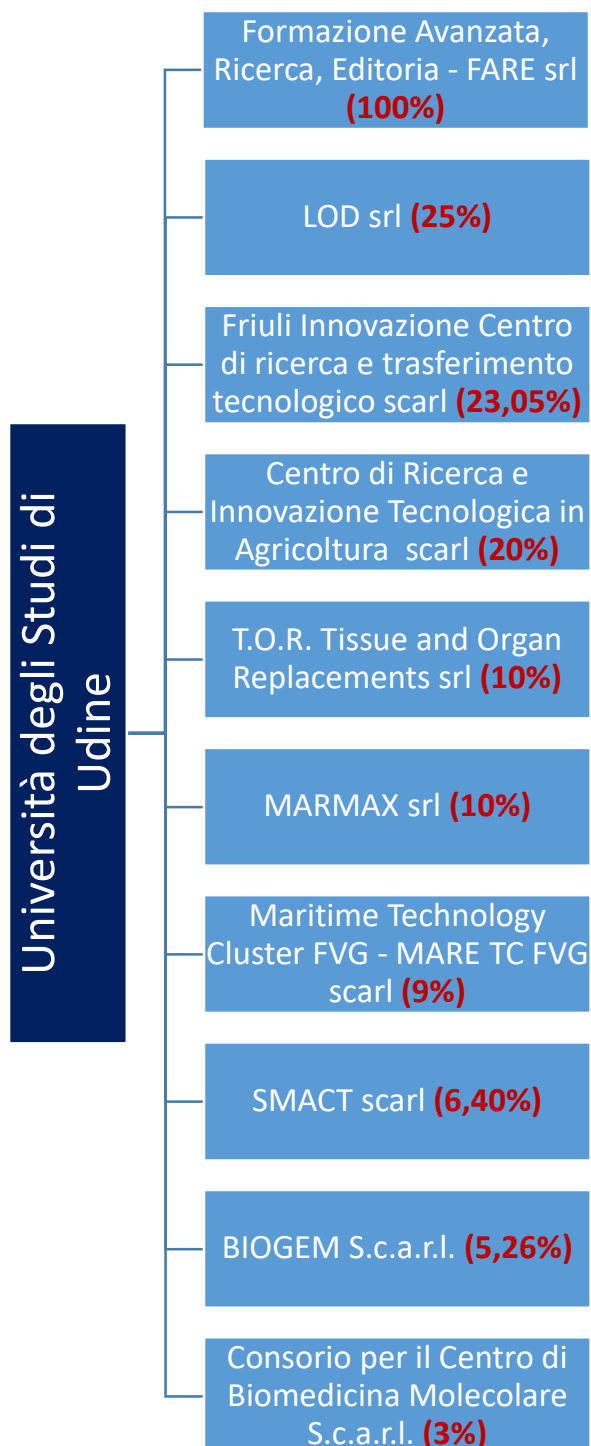 Università degli Studi di
Udine
Formazione Avanzata,
Ricerca, Editoria - FARE srl
(100%)
LOD srl (25%)
Friuli Innovazione Centro
di ricerca e trasferimento
tecnologico scarl (23,05%)
Centro di Ricerca e
Innovazione Tecnologica in
Agricoltura scarl (20%)
T.O.R. Tissue and Organ
Replacements srl (10%)
MARMAX srl (10%)
Maritime Technology
Cluster FVG - MARE TC FVG
scarl (9%)
SMACT scarl (6,40%)
BIOGEM S.c.a.r.l. (5,26%)
Consorio per il Centro di
Biomedicina Molecolare
S.c.a.r.l. (3%)